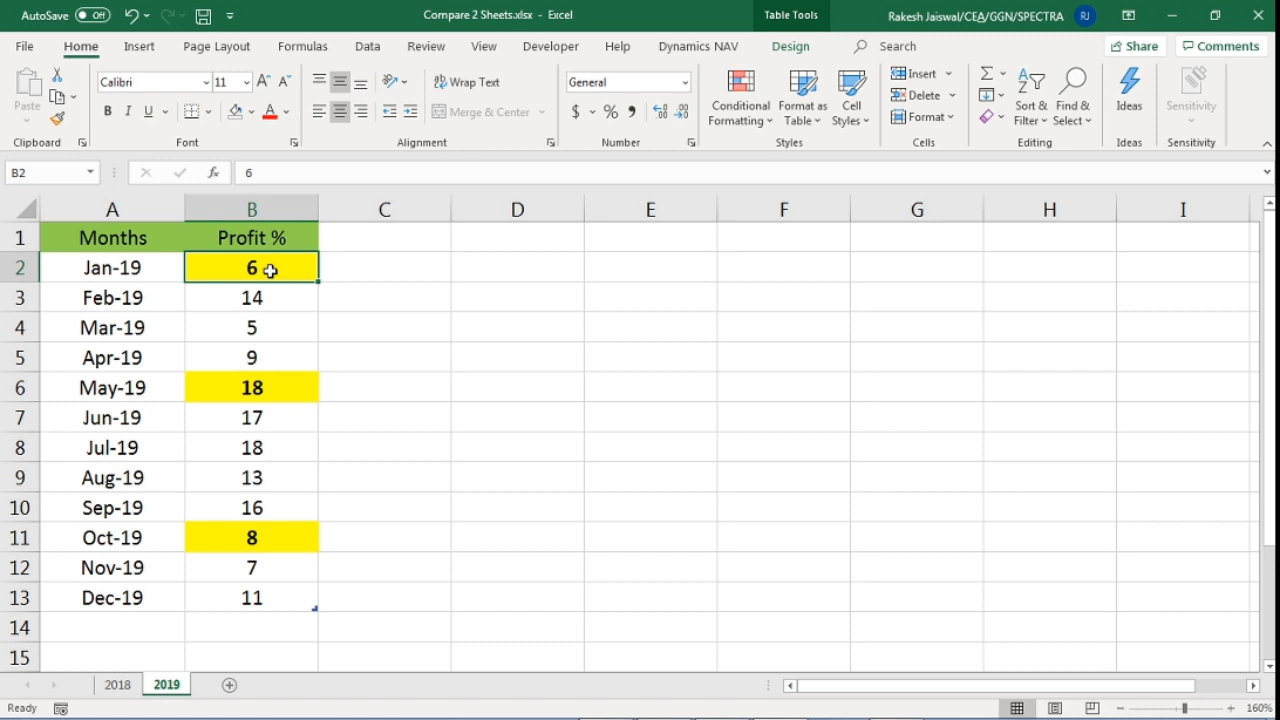 AutoSave Off Compare 2 Sheets.xlsx - Excel Table Tools Rakesh Jaiswal/CEA/GGN/SPECTRA RJ
File Home Insert Page Layout Formulas Data Review View Developer Help Dynamics NAV Design Search Share Comments
Paste
Calibri 11 A A
B I U A
Wrap Text
Merge & Center
General
$ % ,
Conditional Formatting
Format as Table
Cell Styles
Insert
Delete
Format
Sort & Filter
Find & Select
Ideas
Sensitivity
Clipboard Font Alignment Number Styles Cells Editing Ideas Sensitivity
B2 fx 6
A B C D E F G H I
1 Months Profit %
2 Jan-19 6
3 Feb-19 14
4 Mar-19 5
5 Apr-19 9
6 May-19 18
7 Jun-19 17
8 Jul-19 18
9 Aug-19 13
10 Sep-19 16
11 Oct-19 8
12 Nov-19 7
13 Dec-19 11
14
15
2018 2019
Ready 160%